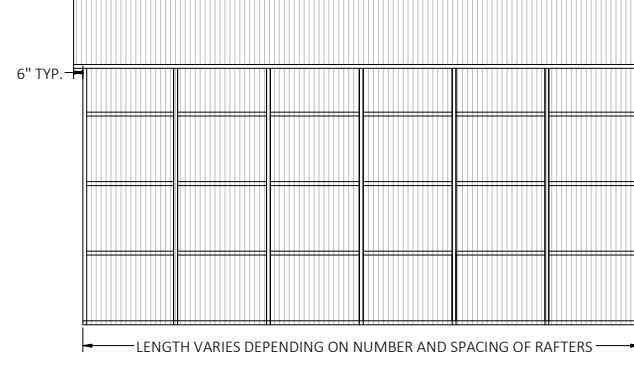 6" TYP.
LENGTH VARIES DEPENDING ON NUMBER AND SPACING OF RAFTERS